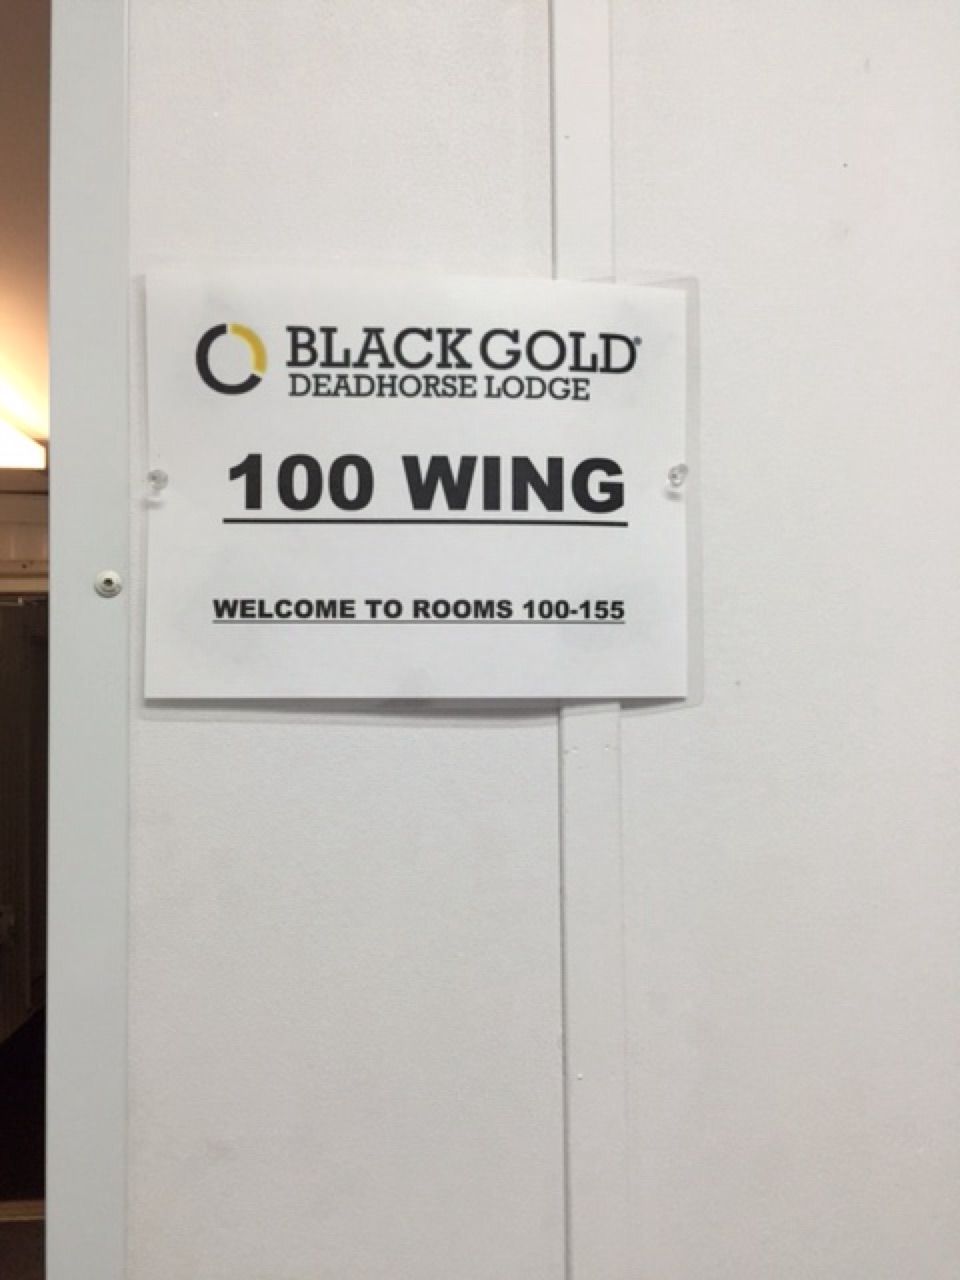 BLACK GOLD®
DEADHORSE LODGE
100 WING
WELCOME TO ROOMS 100-155